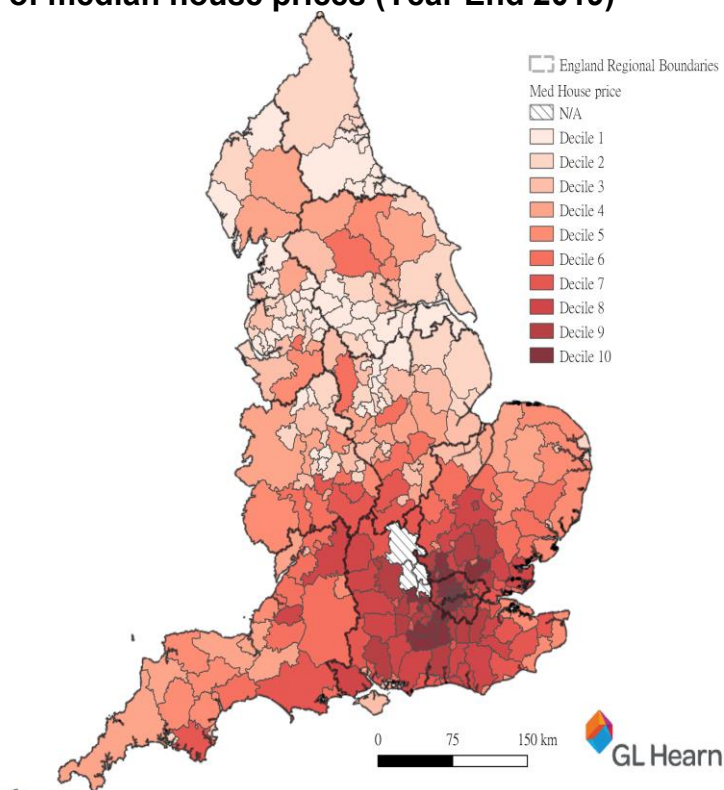 of median house prices (Year End 2019)
England Regional Boundaries
Med House price
N/A
Decile 1
Decile 2
Decile 3
Decile 4
Decile 5
Decile 6
Decile 7
Decile 8
Decile 9
Decile 10
0 75 150 km
GL Hearn